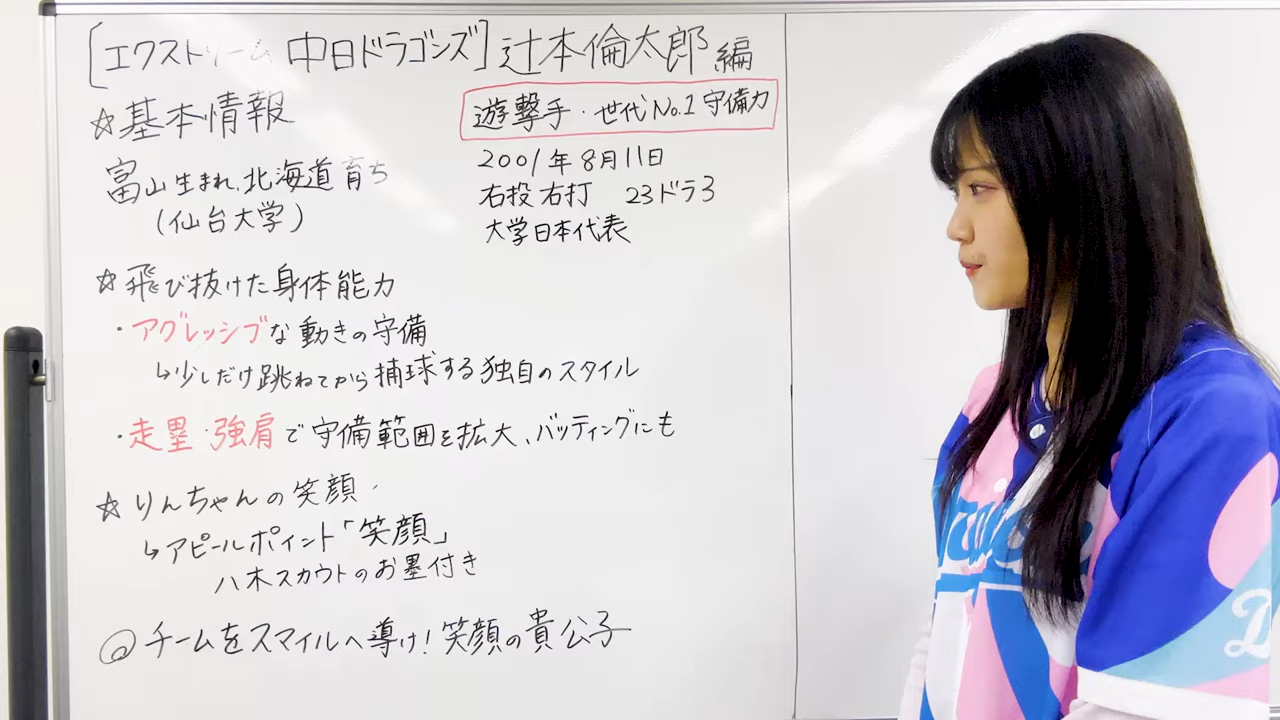 [エクストリーム 中日ドラゴンズ] 辻本倫太郎 編
☆基本情報
遊撃手・世代No.1守備力
富山生まれ、北海道育ち
(仙台大学)
2001年8月11日
右投右打 23ドラ3
大学日本代表
☆飛び抜けた身体能力
・アグレッシブな動きの守備
↳少しだけ跳ねてから捕球する独自のスタイル
・走塁・強肩で守備範囲を拡大、バッティングにも
☆りんちゃんの笑顔・
↳アピールポイント「笑顔」
八木スカウトのお墨付き
◎チームをスマイルへ導け!笑顔の貴公子
D